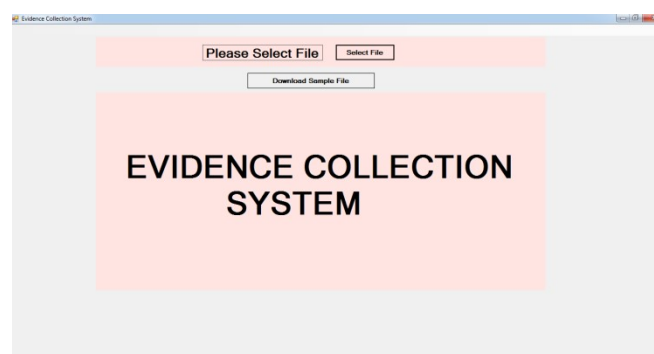 Evidence Collection System
Please Select File Select File
Download Sample File
EVIDENCE COLLECTION
SYSTEM